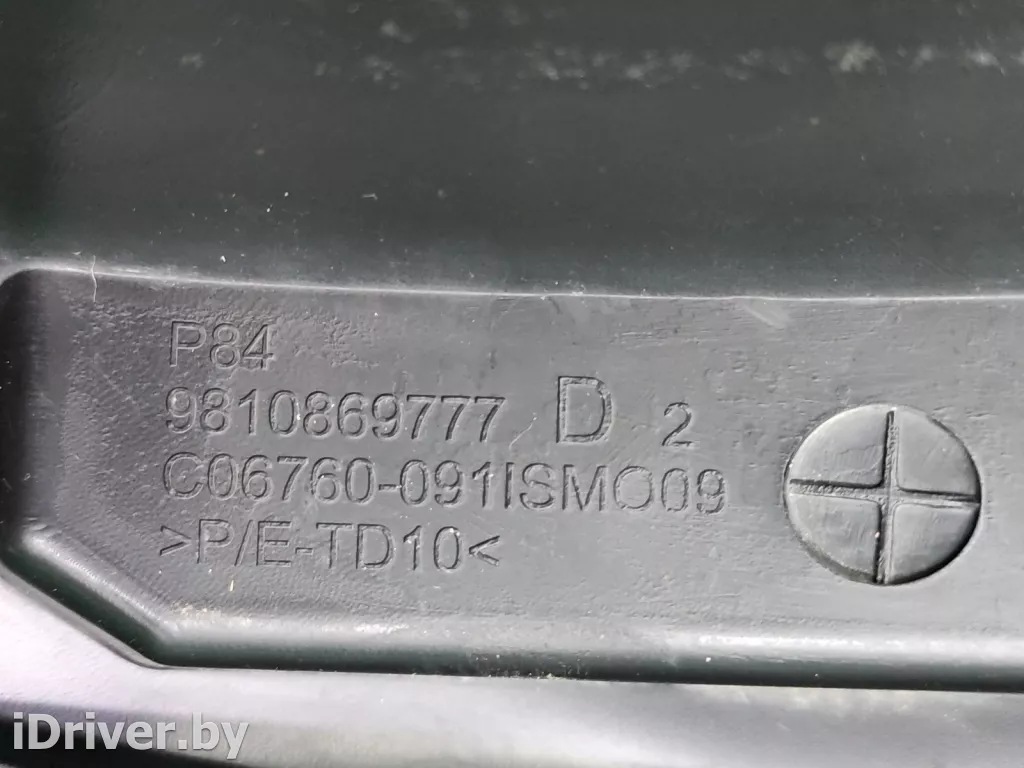 P84
9810869777 D 2
C06760-091ISMO09
>P/E-TD10<
iDriver.by